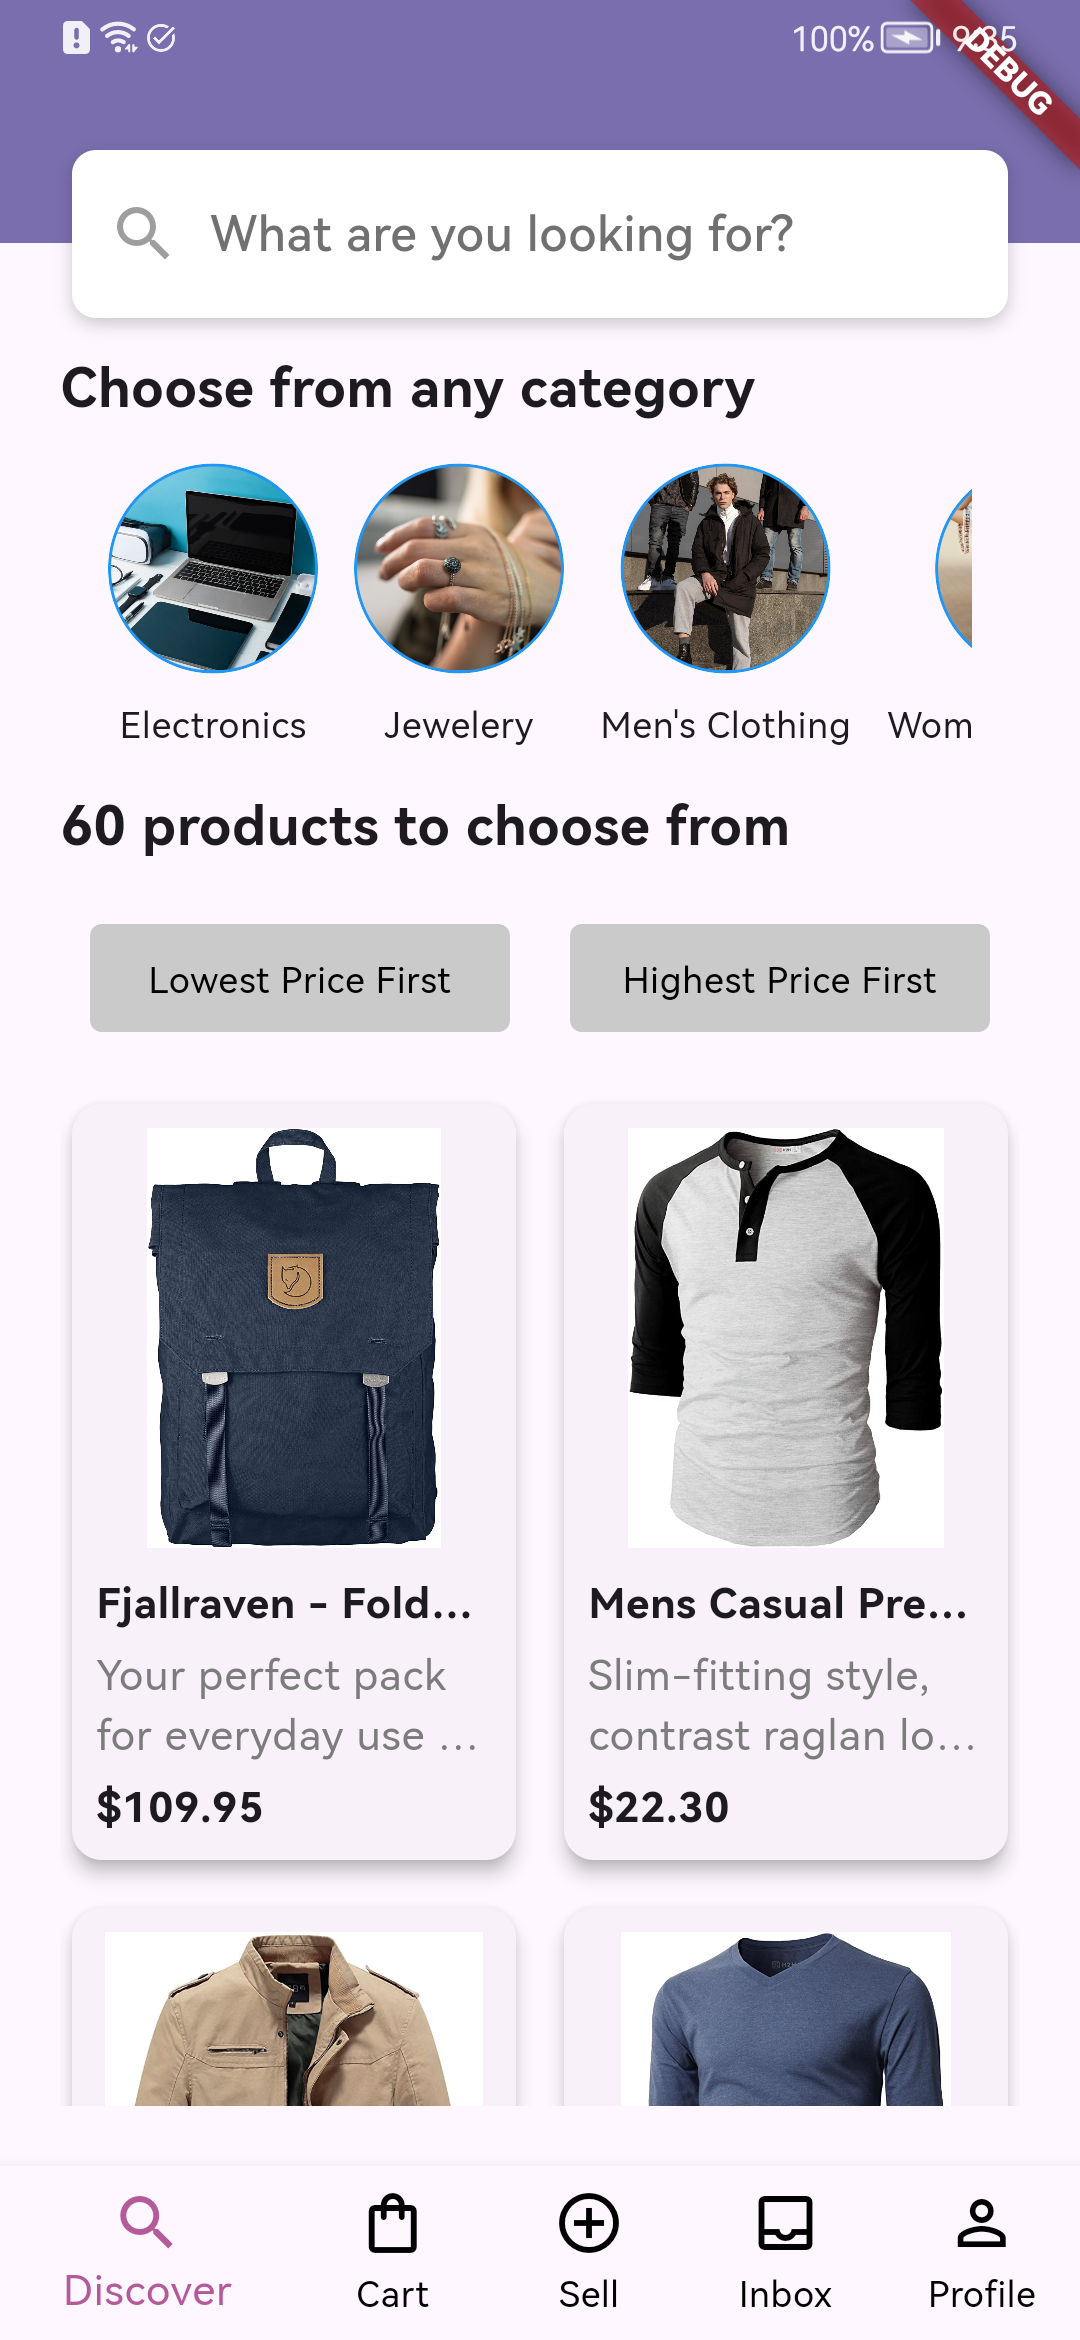 100%
DEBUG
What are you looking for?
Choose from any category
Electronics
Jewelery
Men's Clothing
Wom
60 products to choose from
Lowest Price First
Highest Price First
Fjallraven - Fold...
Your perfect pack
for everyday use ...
$109.95
Mens Casual Pre...
Slim-fitting style,
contrast raglan lo...
$22.30
Discover
Cart
Sell
Inbox
Profile